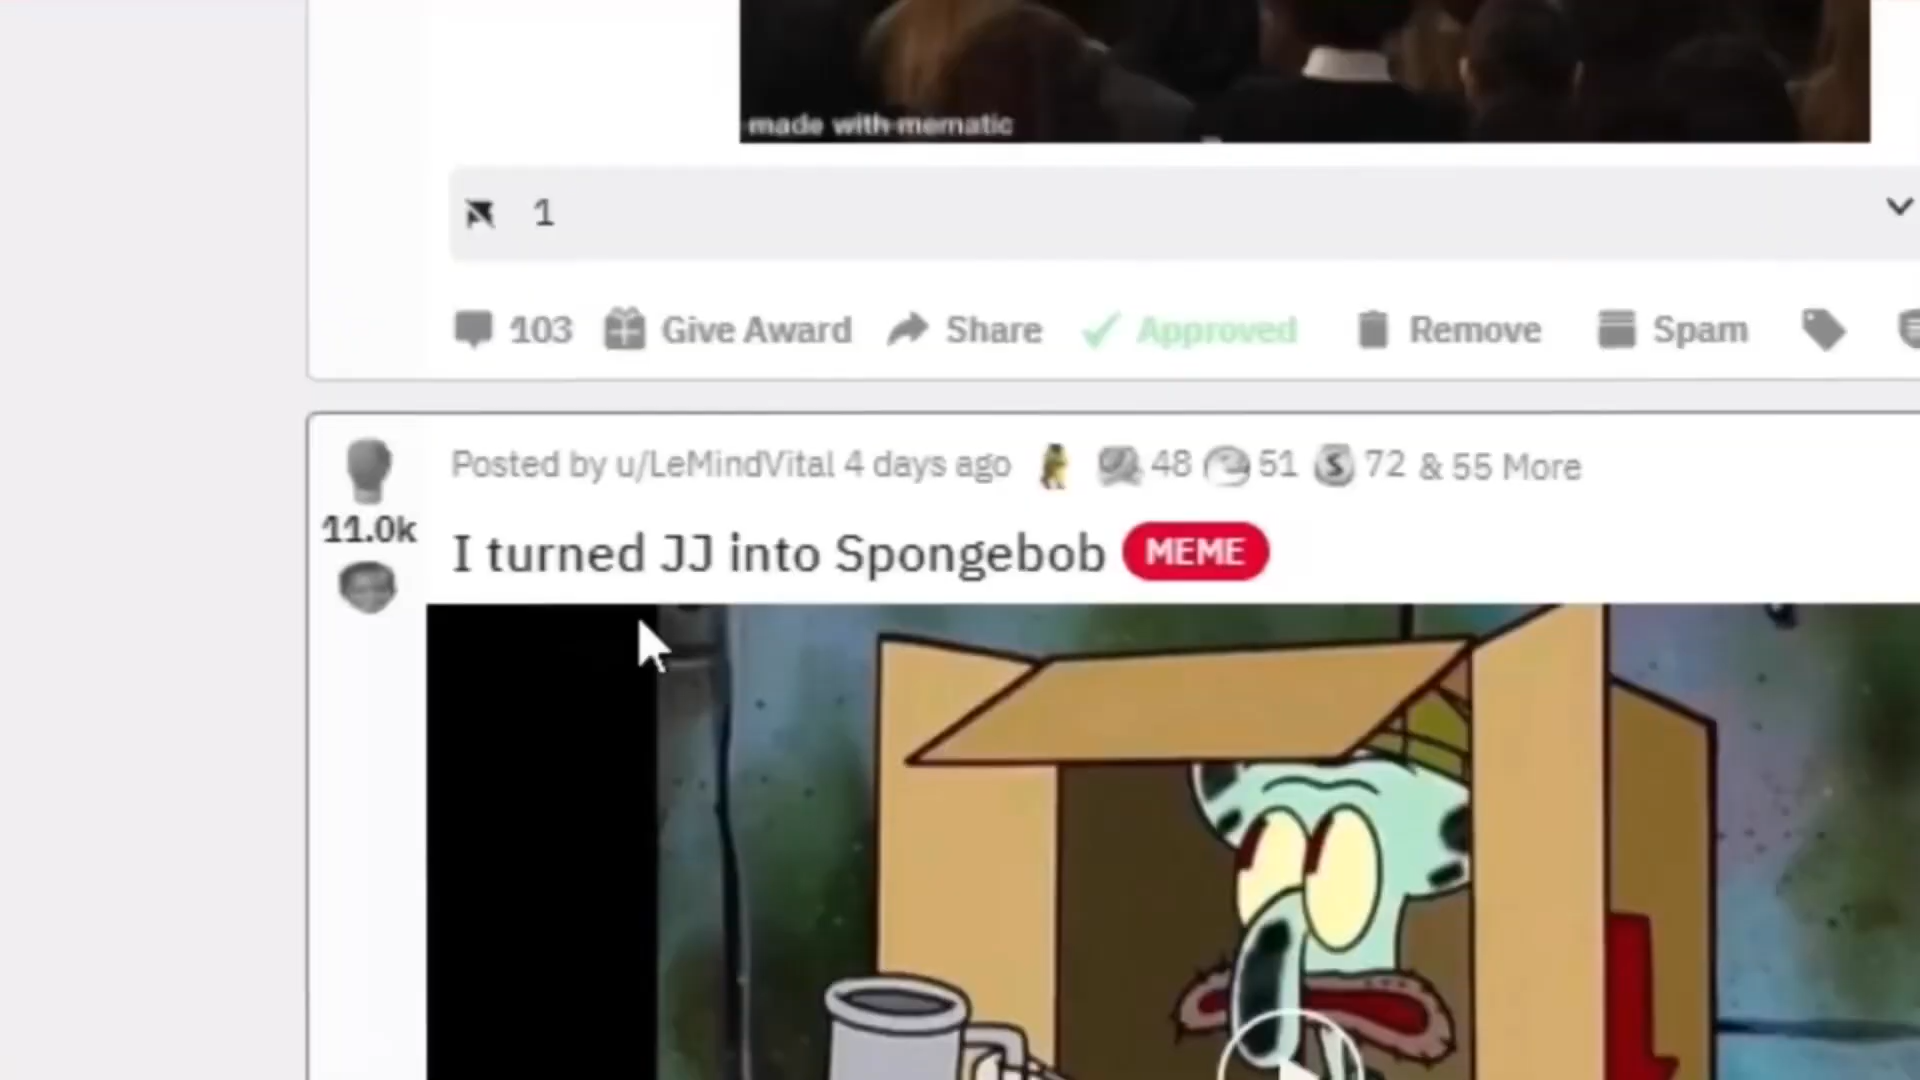 made with mematic
1
103 Give Award Share Approved Remove Spam
Posted by u/LeMindVital 4 days ago 48 51 S 72 & 55 More
11.0k
I turned JJ into Spongebob MEME